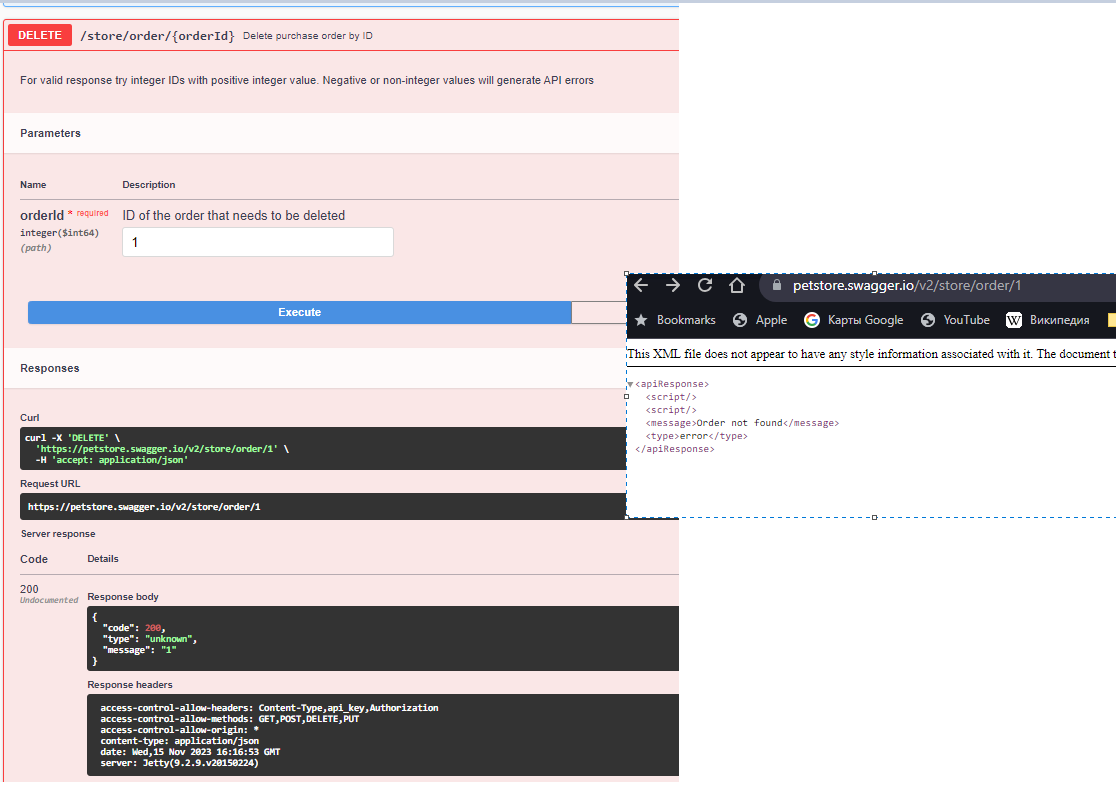 DELETE /store/order/{orderId} Delete purchase order by ID
For valid response try integer IDs with positive integer value. Negative or non-integer values will generate API errors
Parameters
Name Description
orderId * required ID of the order that needs to be deleted
integer($int64)
(path)
1
Execute
Responses
Curl
curl -X 'DELETE' \
'https://petstore.swagger.io/v2/store/order/1' \
-H 'accept: application/json'
Request URL
https://petstore.swagger.io/v2/store/order/1
Server response
Code Details
200
Undocumented
Response body
{
"code": 200,
"type": "unknown",
"message": "1"
}
Response headers
access-control-allow-headers: Content-Type,api_key,Authorization
access-control-allow-methods: GET,POST,DELETE,PUT
access-control-allow-origin: *
content-type: application/json
date: Wed,15 Nov 2023 16:16:53 GMT
server: Jetty(9.2.9.v20150224)
petstore.swagger.io/v2/store/order/1
Bookmarks Apple Карты Google YouTube W Википедия
This XML file does not appear to have any style information associated with it. The document t
<apiResponse>
<script/>
<script/>
<message>Order not found</message>
<type>error</type>
</apiResponse>